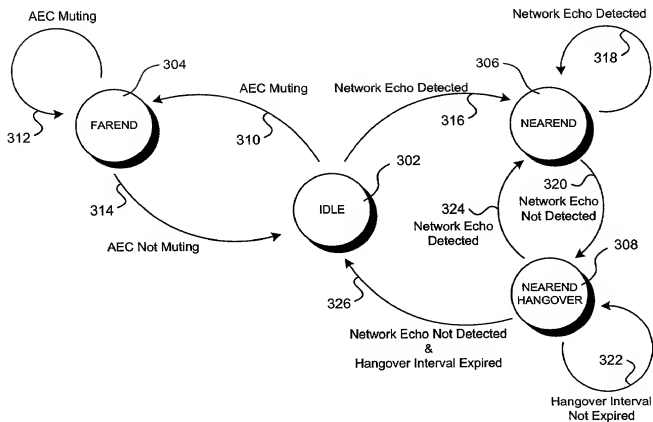 AEC Muting
Network Echo Detected
304
306
318
AEC Muting
Network Echo Detected
FAREND
NEAREND
312
310
316
302
314
IDLE
324
320
Network Echo
Not Detected
Network Echo
Detected
AEC Not Muting
308
326
NEAREND
HANGOVER
Network Echo Not Detected
&
Hangover Interval Expired
322
Hangover Interval
Not Expired